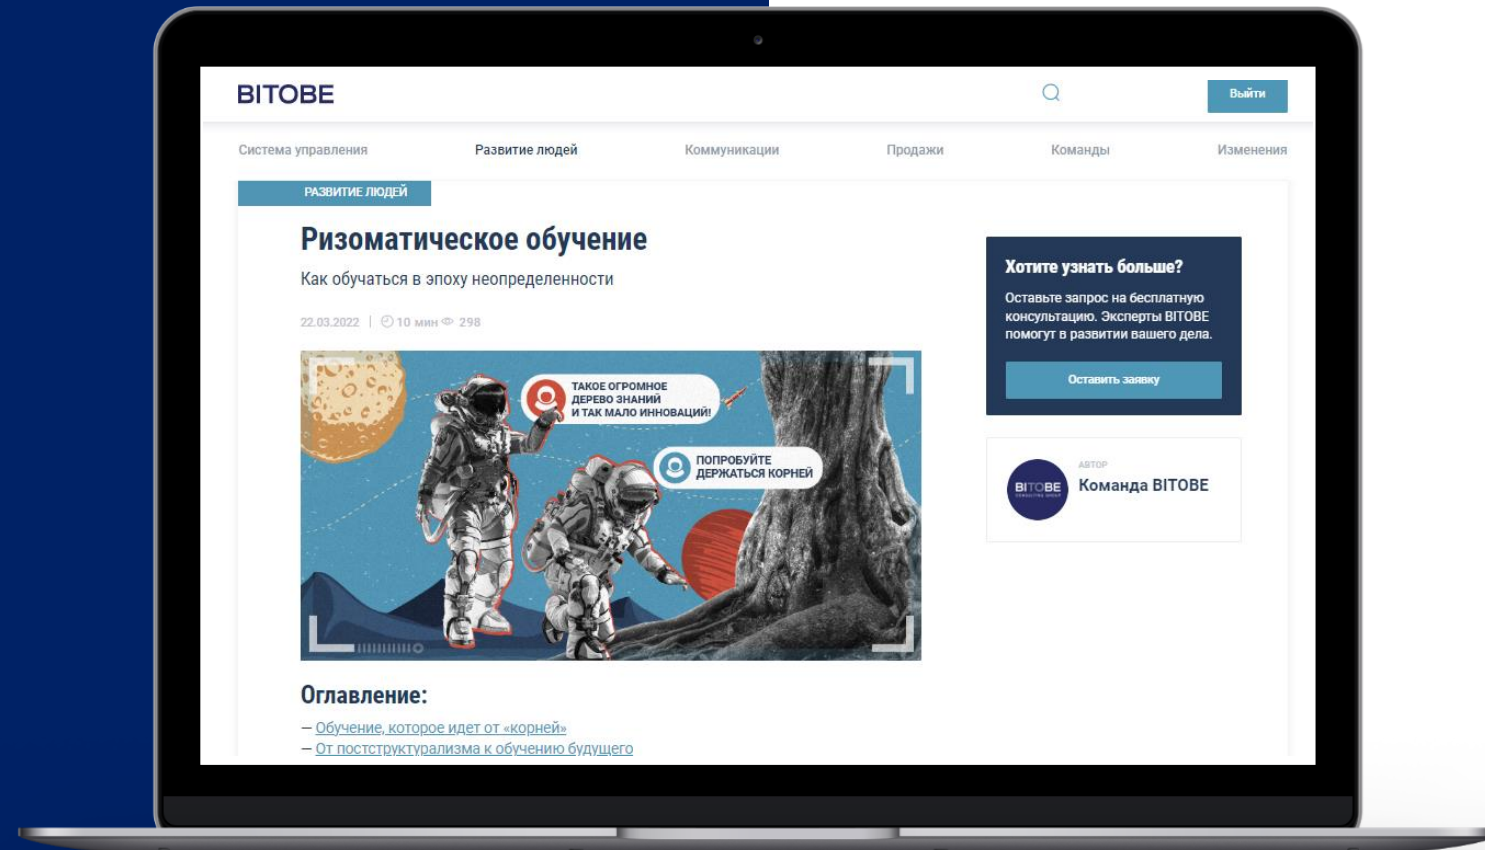 BITOBE
Выйти
Система управления
Развитие людей
Коммуникации
Продажи
Команды
Изменения
РАЗВИТИЕ ЛЮДЕЙ
Ризоматическое обучение
Как обучаться в эпоху неопределенности
22.03.2022 | 10 мин 298
ТАКОЕ ОГРОМНОЕ
ДЕРЕВО ЗНАНИЙ
И ТАК МАЛО ИННОВАЦИЙ!
ПОПРОБУЙТЕ
ДЕРЖАТЬСЯ КОРНЕЙ
Оглавление:
— Обучение, которое идет от «корней»
— От постструктурализма к обучению будущего
Хотите узнать больше?
Оставьте запрос на бесплатную
консультацию. Эксперты BITOBE
помогут в развитии вашего дела.
Оставить заявку
BITOBE
CONSULTING GROUP
АВТОР
Команда BITOBE